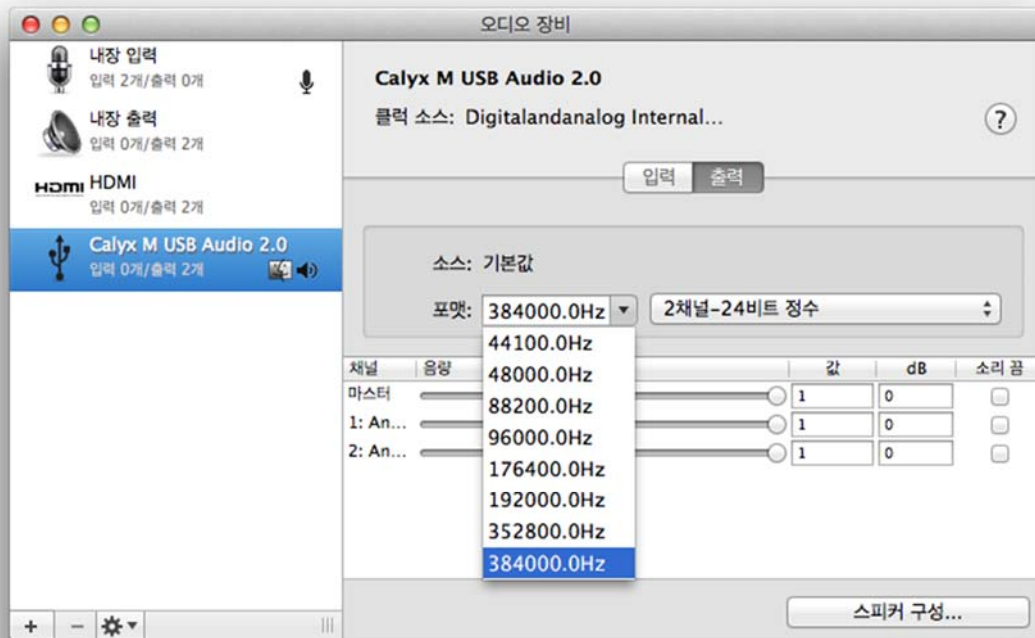 오디오 장비
내장 입력
입력 2개/출력 0개
내장 출력
입력 0개/출력 2개
HDMI HDMI
입력 0개/출력 2개
Calyx M USB Audio 2.0
입력 0개/출력 2개
Calyx M USB Audio 2.0
클럭 소스: Digitalandanalog Internal...
?
입력 출력
소스: 기본값
포맷: 384000.0Hz 2채널-24비트 정수
44100.0Hz
48000.0Hz
88200.0Hz
96000.0Hz
176400.0Hz
192000.0Hz
352800.0Hz
384000.0Hz
채널 음량 값 dB 소리 끔
마스터 1 0
1: An... 1 0
2: An... 1 0
스피커 구성...